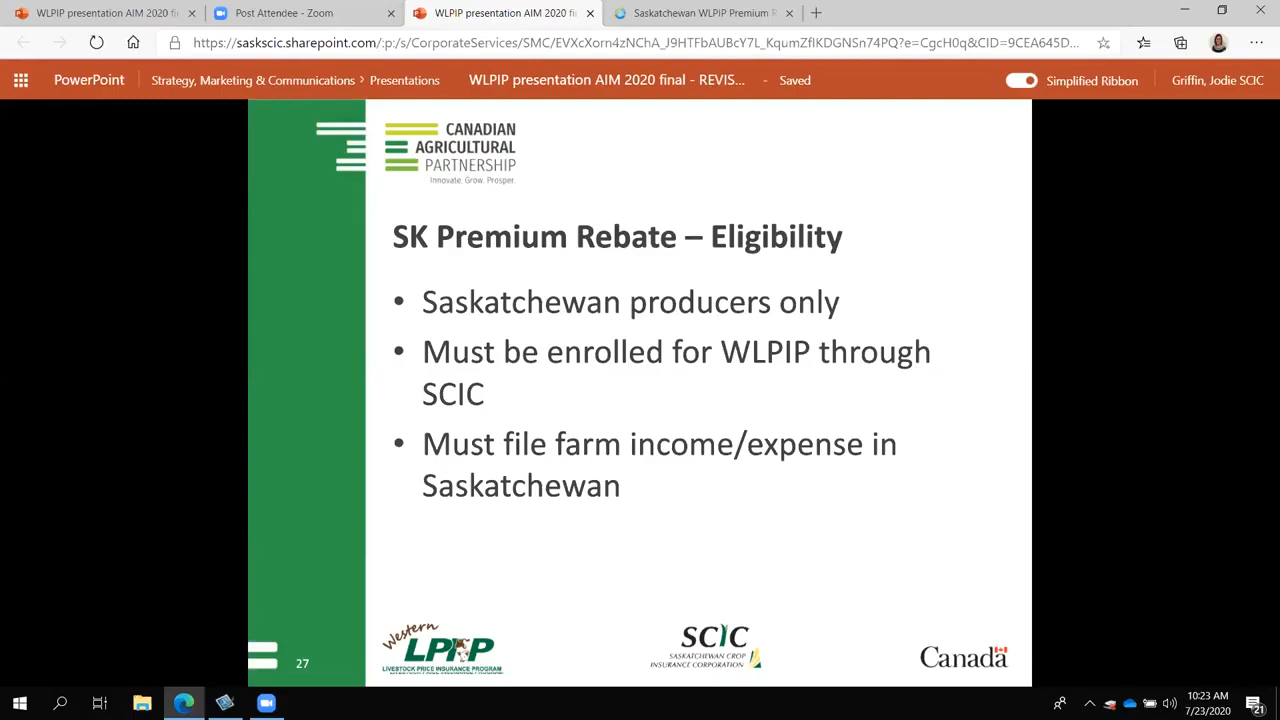 WLPIP presentation AIM 2020 fi
Post Attendee - Zoom
WLPIP presentation AIM 2020 fi
Saskatchewan WLPIP Premium R
https://saskscic.sharepoint.com/:p:/s/CorporateServices/SMC/EVXcXorn4zNChA_J9HTFbAUBcY7L_KqumZflKDGNSn74PQ?e=CgcH0q&CID=9CEA645D...
PowerPoint
Strategy, Marketing & Communications > Presentations
WLPIP presentation AIM 2020 final - REVIS... - Saved
Simplified Ribbon
Griffin, Jodie SCIC
CANADIAN
AGRICULTURAL
PARTNERSHIP
Innovate. Grow. Prosper.
SK Premium Rebate – Eligibility
• Saskatchewan producers only
• Must be enrolled for WLPIP through
SCIC
• Must file farm income/expense in
Saskatchewan
27
Western
LPIP
LIVESTOCK PRICE INSURANCE PROGRAM
SCIC
SASKATCHEWAN CROP
INSURANCE CORPORATION
Canada
10:23 AM
7/23/2020
21